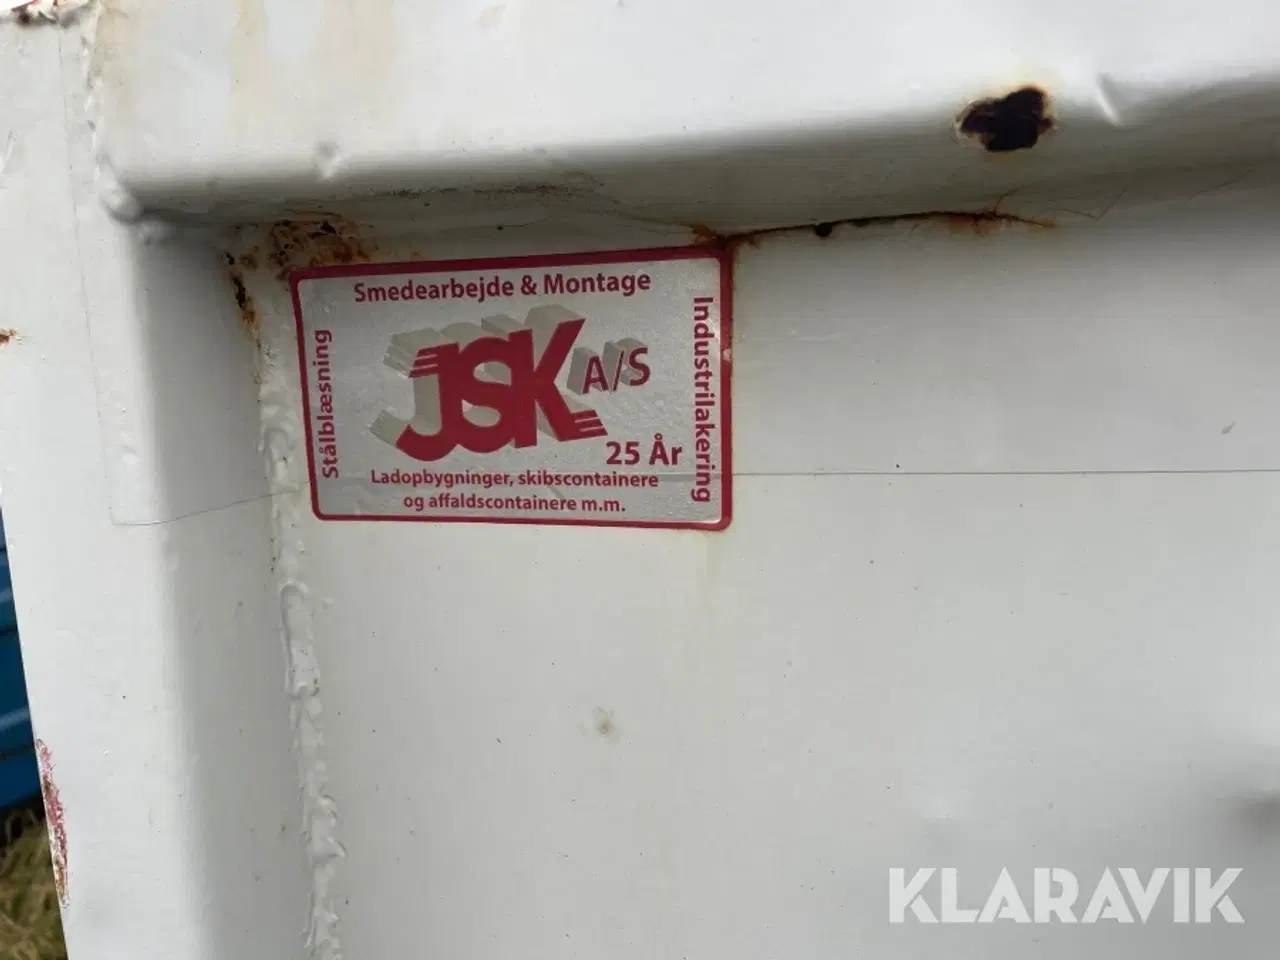 Smedearbejde & Montage
Stålblæsning
JSK A/S
25 År
Industrilakering
Ladopbygninger, skibscontainere
og affaldscontainere m.m.
KLARAVIK